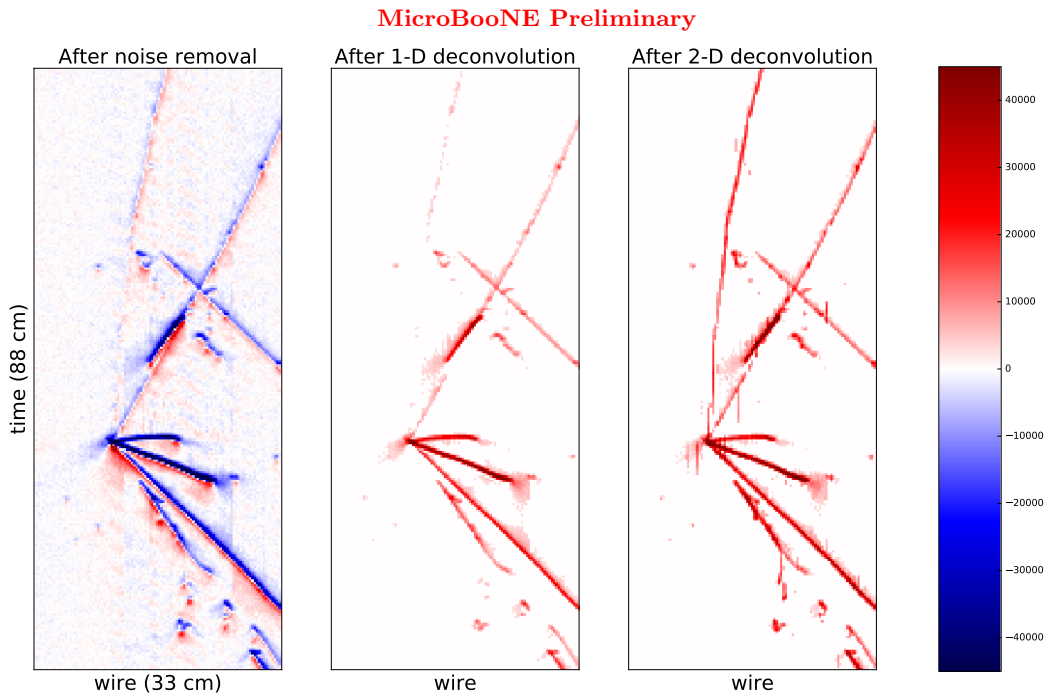 MicroBooNE Preliminary
After noise removal
After 1-D deconvolution
After 2-D deconvolution
time (88 cm)
wire (33 cm)
wire
wire
40000
30000
20000
10000
0
−10000
−20000
−30000
−40000